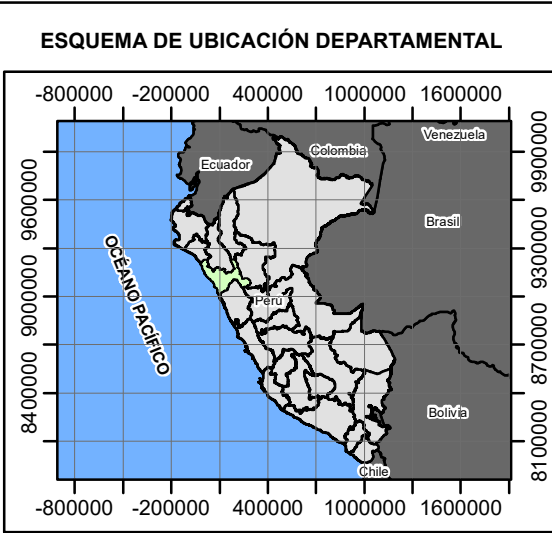 ESQUEMA DE UBICACIÓN DEPARTAMENTAL
-800000 -200000 400000 1000000 1600000
Venezuela
Colombia
Ecuador
Brasil
OCÉANO PACÍFICO
Perú
Bolivia
Chile
9600000
9000000
8400000
9900000
9300000
8700000
8100000
-800000 -200000 400000 1000000 1600000